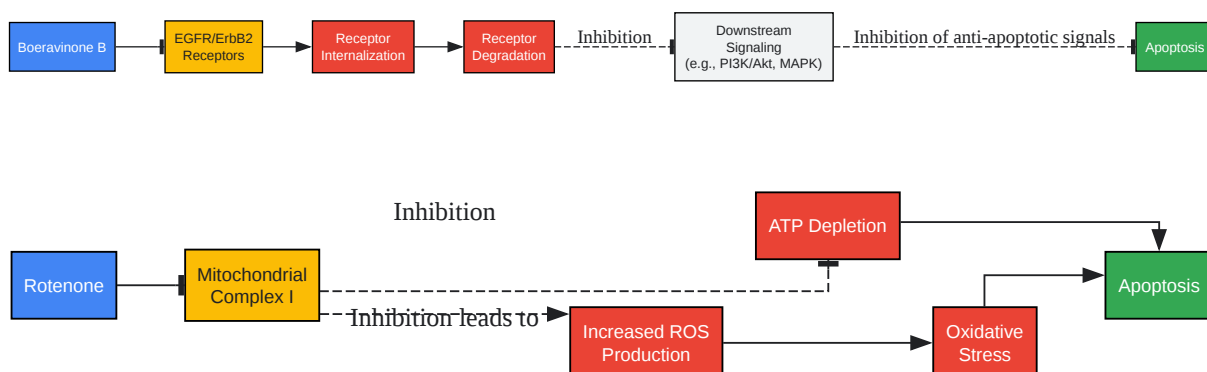 Boeravinone B
EGFR/ErbB2
Receptors
Receptor
Internalization
Receptor
Degradation
Inhibition
Downstream
Signaling
(e.g., PI3K/Akt, MAPK)
Inhibition of anti-apoptotic signals
Apoptosis
Rotenone
Mitochondrial
Complex I
Inhibition
Inhibition leads to
ATP Depletion
Increased ROS
Production
Oxidative
Stress
Apoptosis